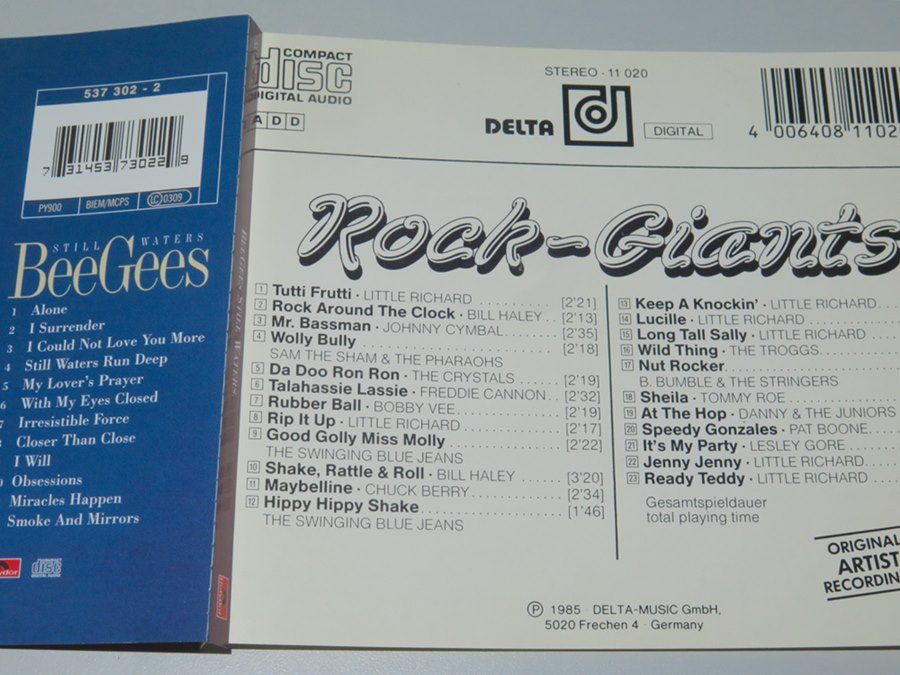 537 302 - 2
7 31453 73022 9
PY900 BIEM/MCPS LC 0309
STILL WATERS
BeeGees
1 Alone
2 I Surrender
3 I Could Not Love You More
4 Still Waters Run Deep
5 My Lover's Prayer
6 With My Eyes Closed
7 Irresistible Force
Closer Than Close
I Will
Obsessions
Miracles Happen
Smoke And Mirrors
COMPACT
disc
DIGITAL AUDIO
BEEGEES STILL WATERS
COMPACT
disc
DIGITAL AUDIO
ADD
STEREO · 11 020
DELTA
DIGITAL
4 006408 1102
Rock-Giants
1 Tutti Frutti · LITTLE RICHARD . . . . . . . . . [2'21]
2 Rock Around The Clock · BILL HALEY . . [2'13]
3 Mr. Bassman · JOHNNY CYMBAL . . . . . . . [2'35]
4 Wolly Bully . . . . . . . . . . . . . . . . . . . . [2'18]
SAM THE SHAM & THE PHARAOHS
5 Da Doo Ron Ron · THE CRYSTALS . . . . . [2'19]
6 Talahassie Lassie · FREDDIE CANNON . . [2'32]
7 Rubber Ball · BOBBY VEE . . . . . . . . . . . [2'19]
8 Rip It Up · LITTLE RICHARD . . . . . . . . . . [2'17]
9 Good Golly Miss Molly . . . . . . . . . . . . [2'22]
THE SWINGING BLUE JEANS
10 Shake, Rattle & Roll · BILL HALEY . . . . . [3'20]
11 Maybelline · CHUCK BERRY . . . . . . . . . . [2'34]
12 Hippy Hippy Shake . . . . . . . . . . . . . . . [1'46]
THE SWINGING BLUE JEANS
13 Keep A Knockin' · LITTLE RICHARD . . .
14 Lucille · LITTLE RICHARD . . . . . . . .
15 Long Tall Sally · LITTLE RICHARD . . .
16 Wild Thing · THE TROGGS. . . . . . . .
17 Nut Rocker . . . . . . . . . . . . . . . .
B. BUMBLE & THE STRINGERS
18 Sheila · TOMMY ROE . . . . . . . . . .
19 At The Hop · DANNY & THE JUNIORS
20 Speedy Gonzales · PAT BOONE . . . .
21 It's My Party · LESLEY GORE . . . . . .
22 Jenny Jenny · LITTLE RICHARD . . . .
23 Ready Teddy · LITTLE RICHARD . . . .
Gesamtspieldauer
total playing time
ORIGINAL
ARTIST
RECORDIN
℗ 1985 DELTA-MUSIC GmbH,
5020 Frechen 4 · Germany